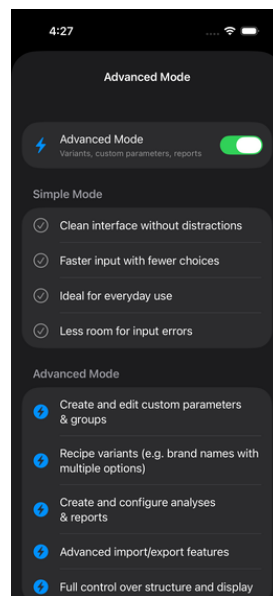 4:27
Advanced Mode
Advanced Mode
Variants, custom parameters, reports
Simple Mode
Clean interface without distractions
Faster input with fewer choices
Ideal for everyday use
Less room for input errors
Advanced Mode
Create and edit custom parameters
& groups
Recipe variants (e.g. brand names with
multiple options)
Create and configure analyses
& reports
Advanced import/export features
Full control over structure and display